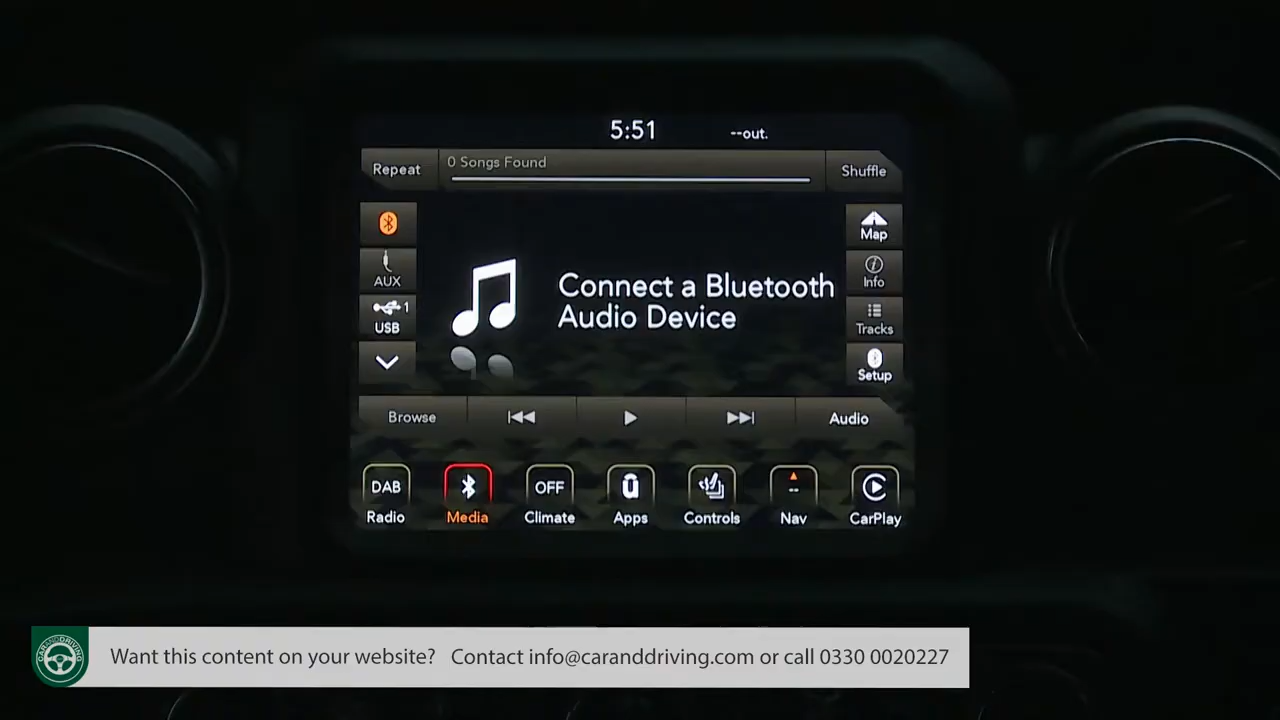 5:51
--out.
Repeat
0 Songs Found
Shuffle
Map
AUX
Info
1
USB
Connect a Bluetooth
Audio Device
Tracks
Setup
Browse
Audio
DAB
OFF
--
Radio
Media
Climate
Apps
Controls
Nav
CarPlay
CARANDDRIVING
Want this content on your website? Contact info@caranddriving.com or call 0330 0020227